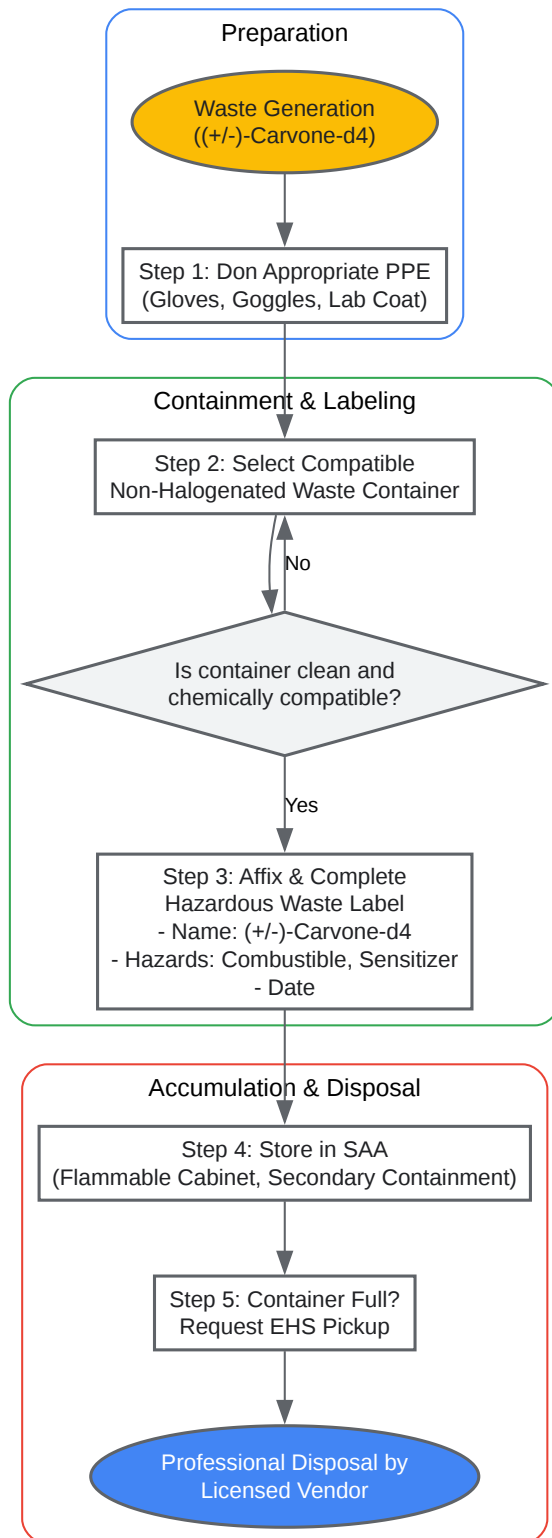 Preparation
Waste Generation
((+/-)-Carvone-d4)
Step 1: Don Appropriate PPE
(Gloves, Goggles, Lab Coat)
Containment & Labeling
Step 2: Select Compatible
Non-Halogenated Waste Container
No
Is container clean and
chemically compatible?
Yes
Step 3: Affix & Complete
Hazardous Waste Label
- Name: (+/-)-Carvone-d4
- Hazards: Combustible, Sensitizer
- Date
Accumulation & Disposal
Step 4: Store in SAA
(Flammable Cabinet, Secondary Containment)
Step 5: Container Full?
Request EHS Pickup
Professional Disposal by
Licensed Vendor